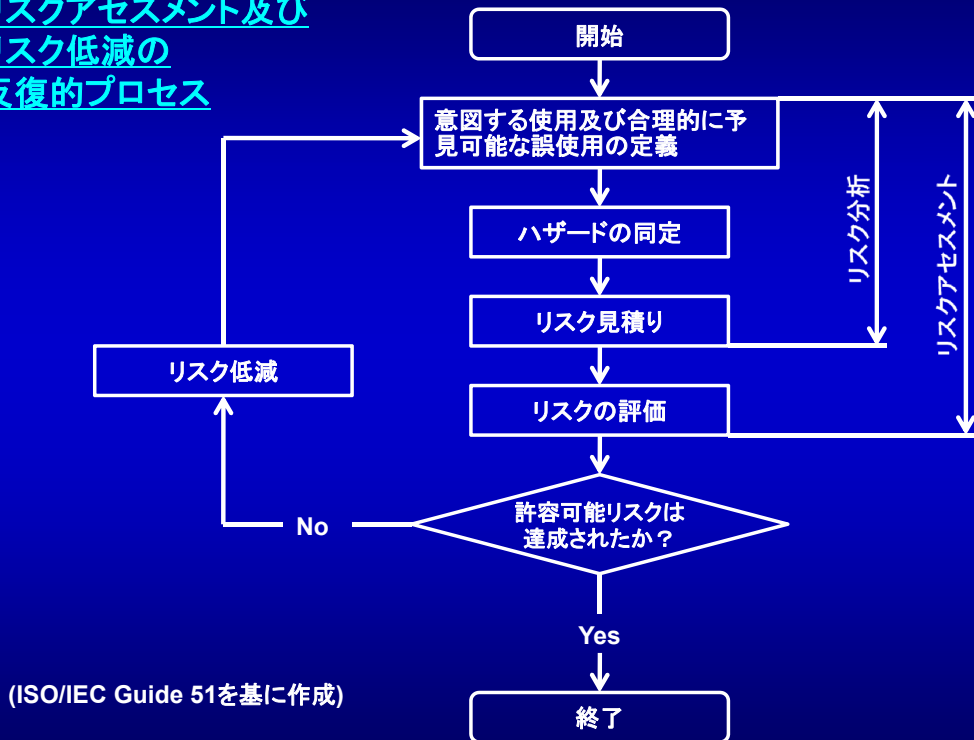 リスクアセスメント及び
リスク低減の
反復的プロセス
開始
意図する使用及び合理的に予
見可能な誤使用の定義
ハザードの同定
リスク見積り
リスクの評価
許容可能リスクは
達成されたか？
No
リスク低減
Yes
終了
リスク分析
リスクアセスメント
(ISO/IEC Guide 51を基に作成)